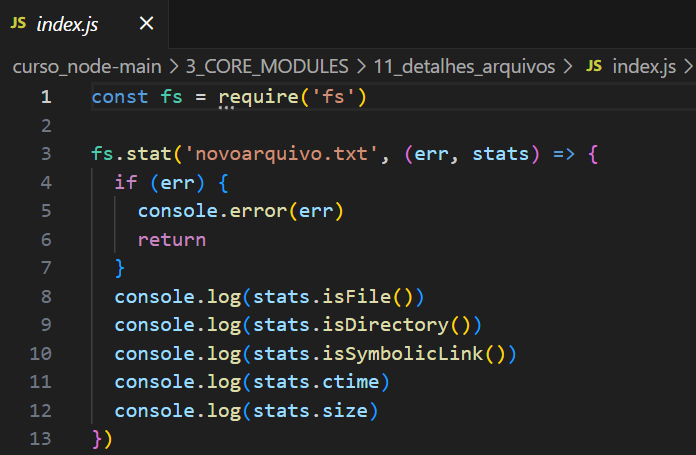 JS index.js ×
curso_node-main > 3_CORE_MODULES > 11_detalhes_arquivos > JS index.js >
1 const fs = require('fs')
2
3 fs.stat('novoarquivo.txt', (err, stats) => {
4   if (err) {
5     console.error(err)
6     return
7   }
8   console.log(stats.isFile())
9   console.log(stats.isDirectory())
10   console.log(stats.isSymbolicLink())
11   console.log(stats.ctime)
12   console.log(stats.size)
13 })